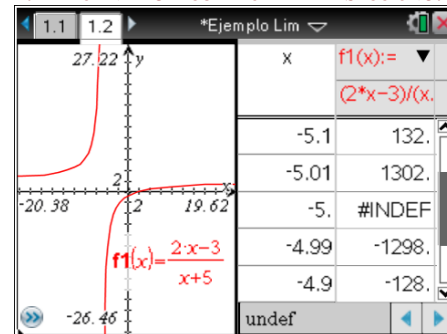 1.1 1.2 *Ejemplo Lim
27.22 y
2
x
-20.38 2 19.62
f1(x)=2·x−3/x+5
-26.46
x f1(x):= ▼
(2*x−3)/(x.
-5.1 132.
-5.01 1302.
-5. #INDEF
-4.99 -1298.
-4.9 -128.
undef